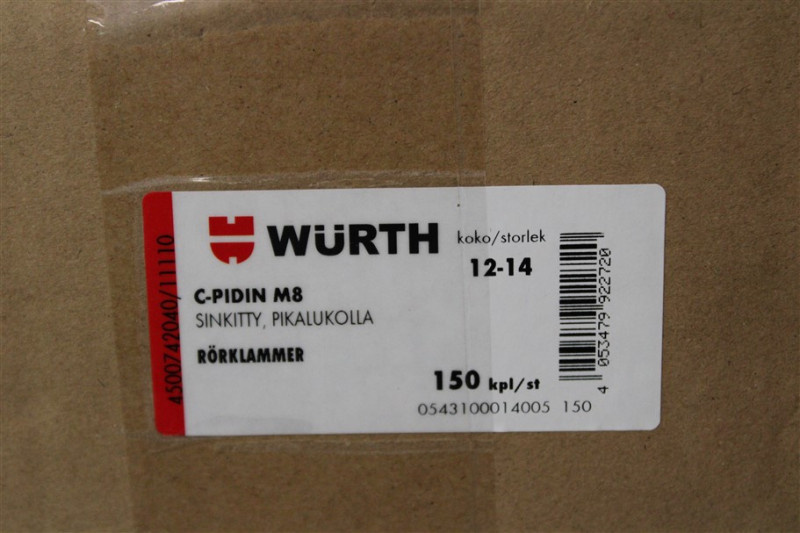 WÜRTH
koko/storlek
12-14
C-PIDIN M8
SINKITTY, PIKALUKOLLA
RÖRKLAMMER
150 kpl/st
0543100014005 150
4500742040/11110
4 053479 922720